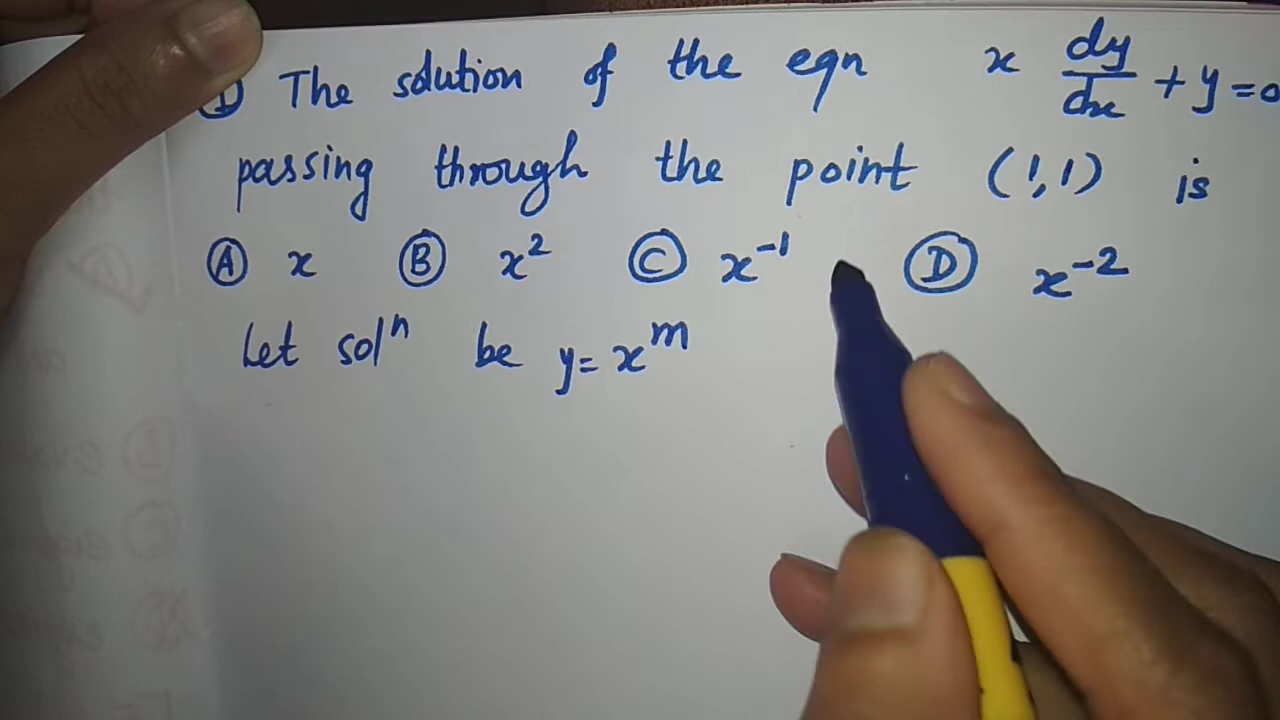 ① The solution of the eqn x dy/dx + y = 0
passing through the point (1,1) is
Ⓐ x Ⓑ x² Ⓒ x⁻¹ Ⓓ x⁻²
Let solⁿ be y = xᵐ